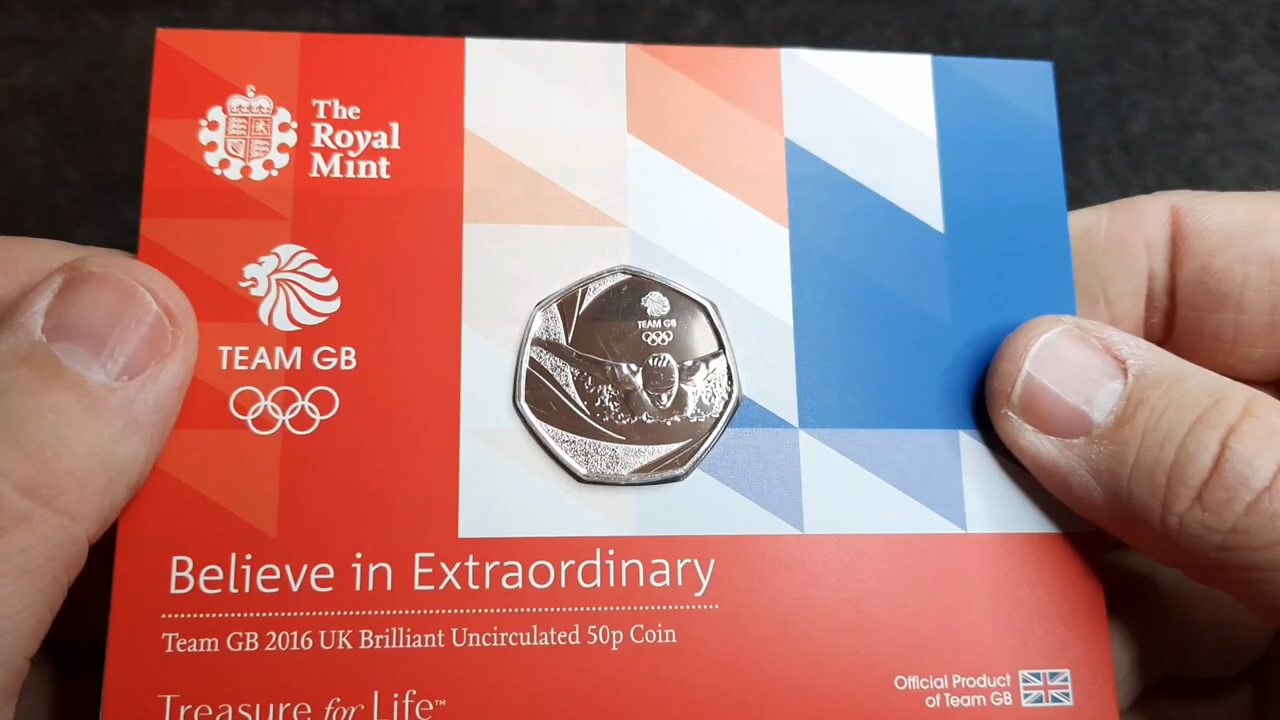 The
Royal
Mint
TEAM GB
TEAM GB
Believe in Extraordinary
Team GB 2016 UK Brilliant Uncirculated 50p Coin
Treasure for Life™
Official Product
of Team GB